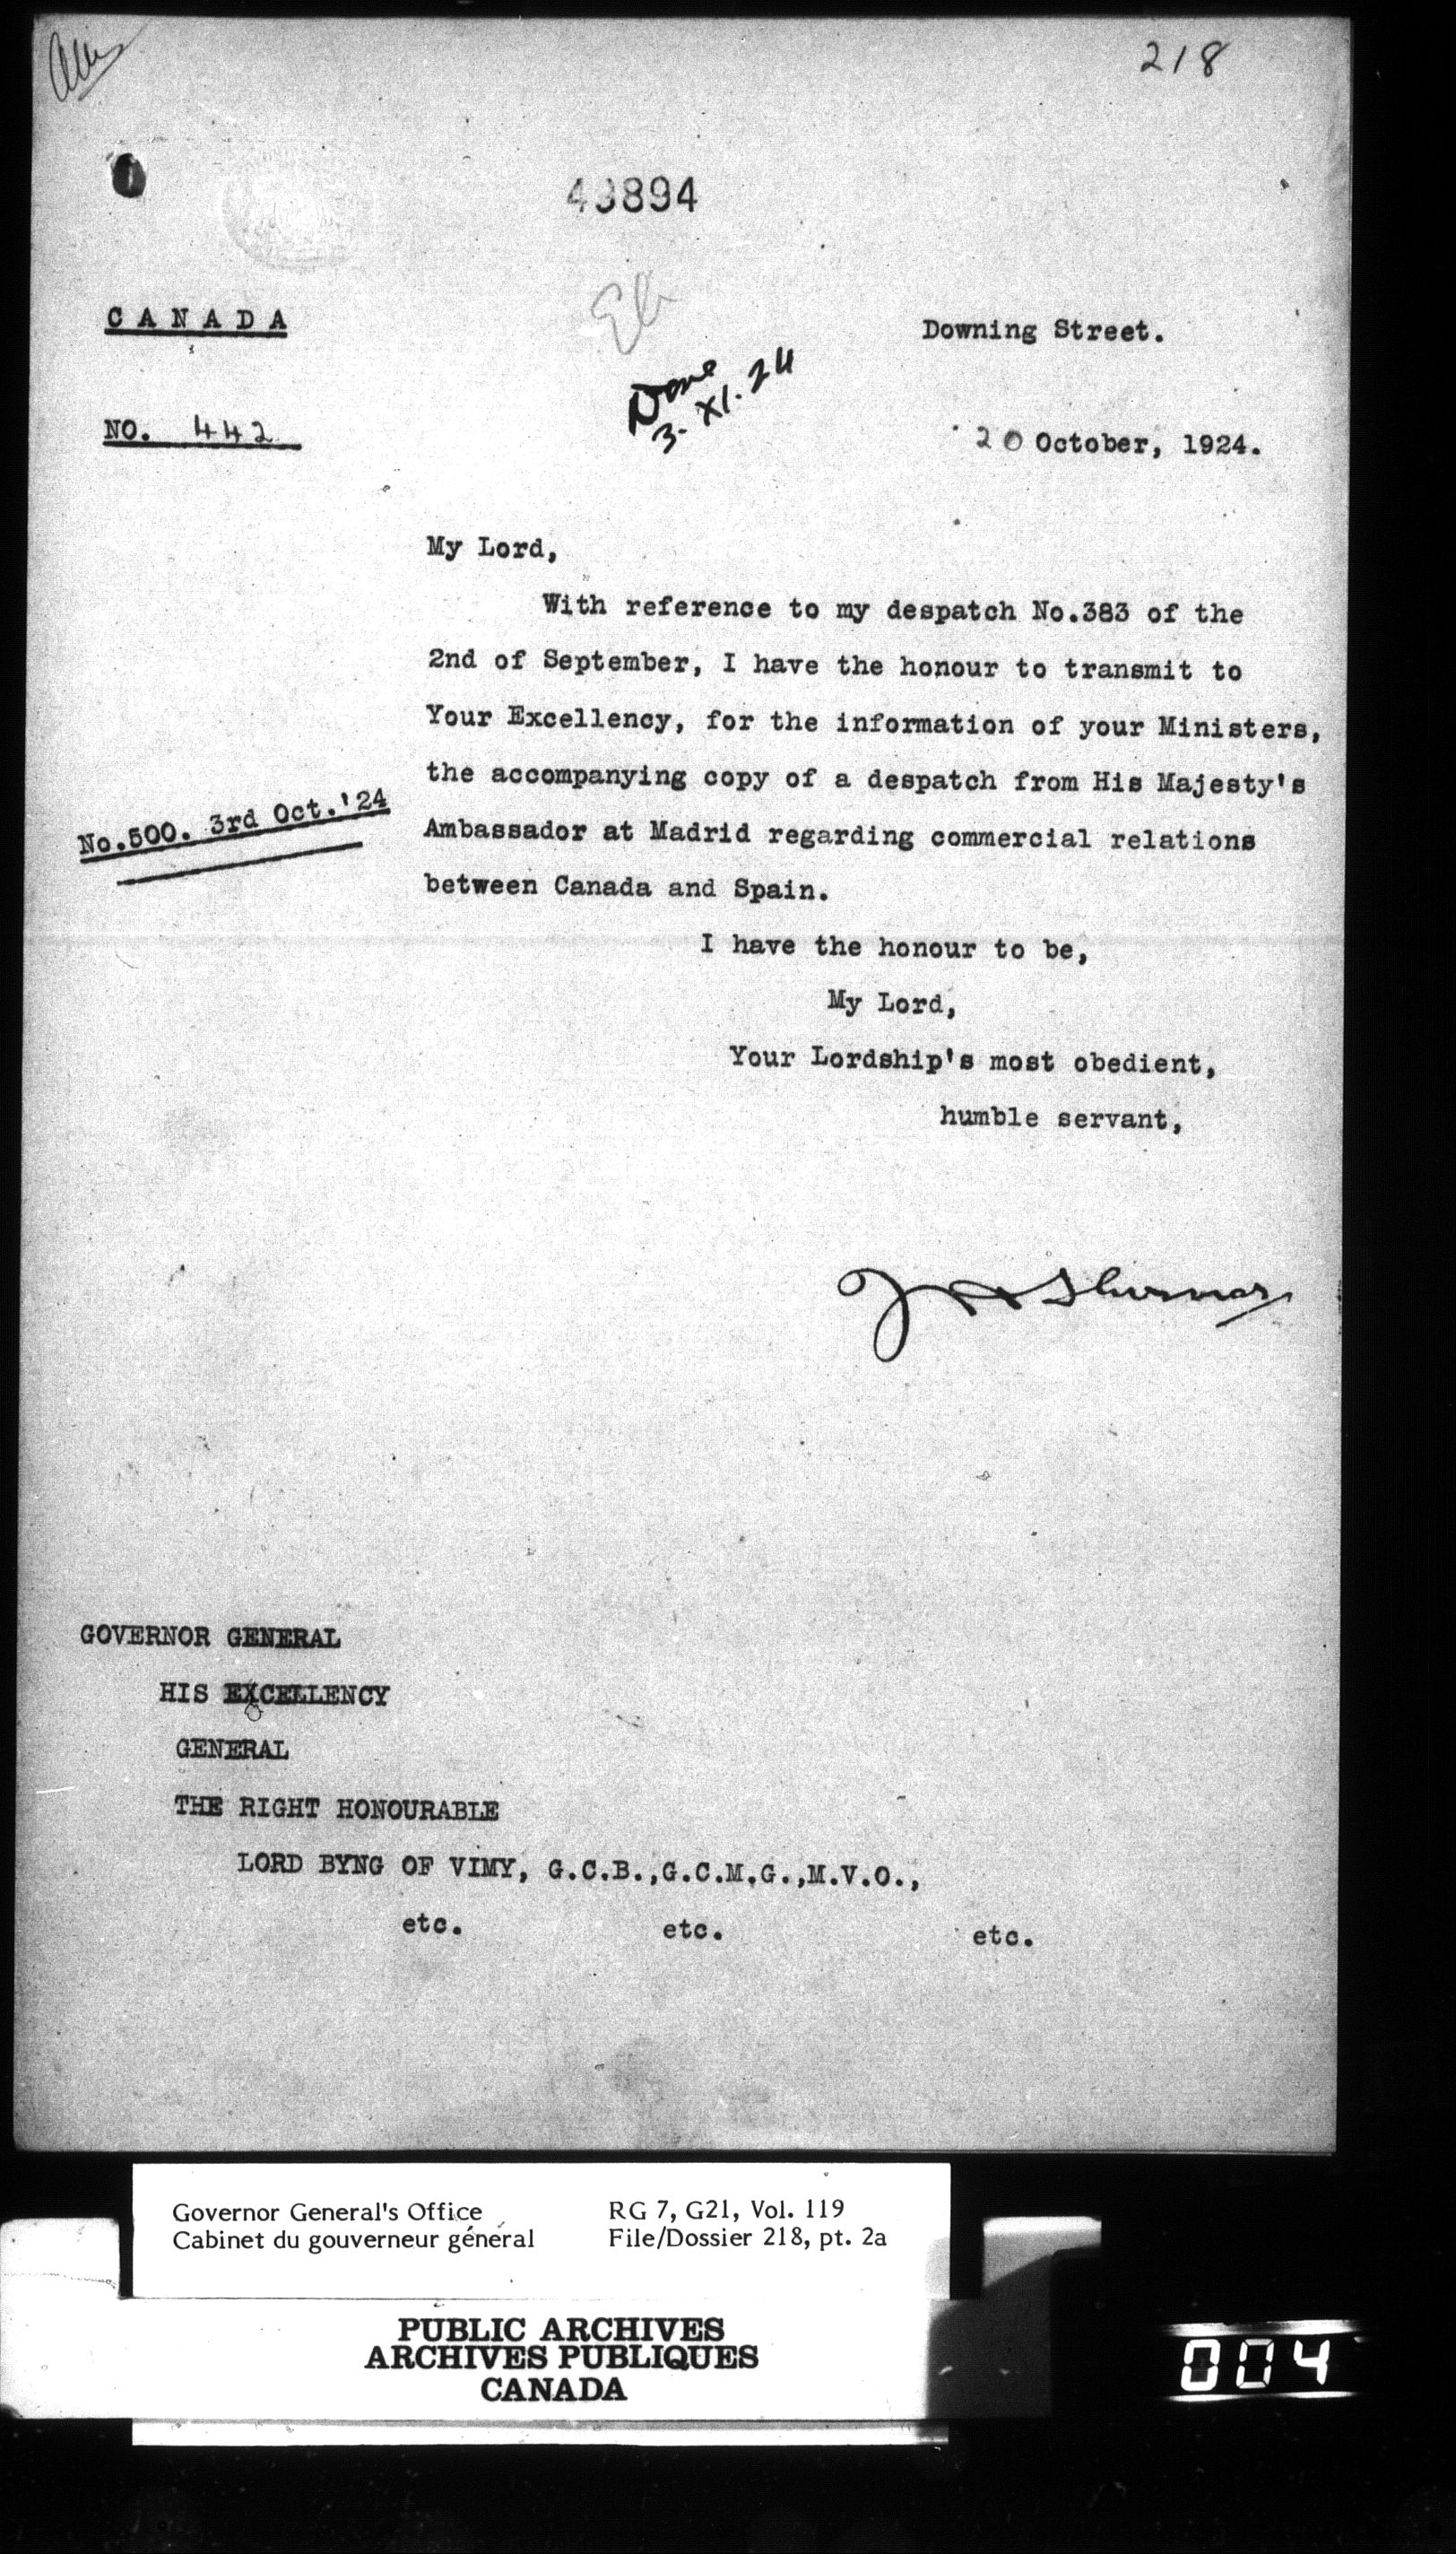 218
43894
CANADA
Downing Street.
Done
3. XI. 24
NO. 442
20 October, 1924.
My Lord,
With reference to my despatch No.383 of the
2nd of September, I have the honour to transmit to
Your Excellency, for the information of your Ministers,
the accompanying copy of a despatch from His Majesty's
No.500. 3rd Oct.'24
Ambassador at Madrid regarding commercial relations
between Canada and Spain.
I have the honour to be,
My Lord,
Your Lordship's most obedient,
humble servant,
GOVERNOR GENERAL
HIS EXCELLENCY
GENERAL
THE RIGHT HONOURABLE
LORD BYNG OF VIMY, G.C.B.,G.C.M.G.,M.V.O.,
etc. etc. etc.
Governor General's Office RG 7, G21, Vol. 119
Cabinet du gouverneur général File/Dossier 218, pt. 2a
PUBLIC ARCHIVES
ARCHIVES PUBLIQUES
CANADA
004